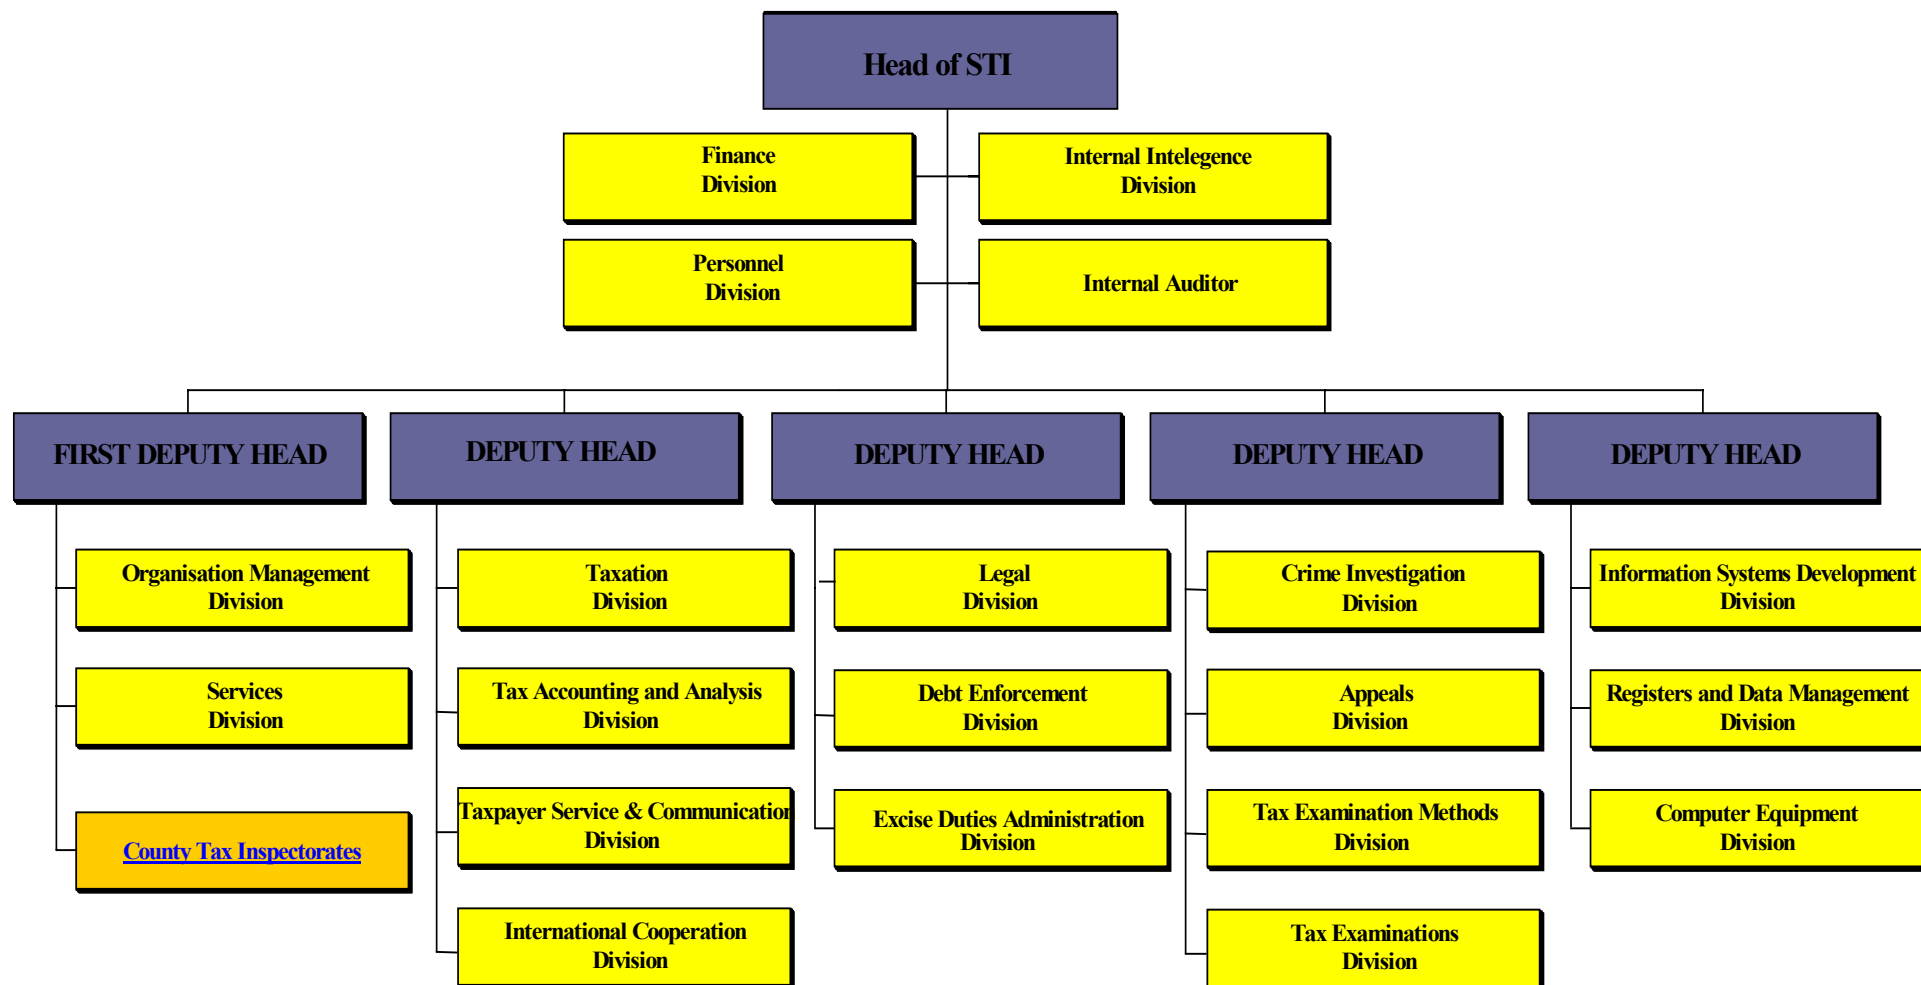 Head of STI
Finance
Division
Internal Intelegence
Division
Personnel
Division
Internal Auditor
FIRST DEPUTY HEAD
DEPUTY HEAD
DEPUTY HEAD
DEPUTY HEAD
DEPUTY HEAD
Organisation Management
Division
Services
Division
County Tax Inspectorates
Taxation
Division
Tax Accounting and Analysis
Division
Taxpayer Service & Communication
Division
International Cooperation
Division
Legal
Division
Debt Enforcement
Division
Excise Duties Administration
Division
Crime Investigation
Division
Appeals
Division
Tax Examination Methods
Division
Tax Examinations
Division
Information Systems Development
Division
Registers and Data Management
Division
Computer Equipment
Division